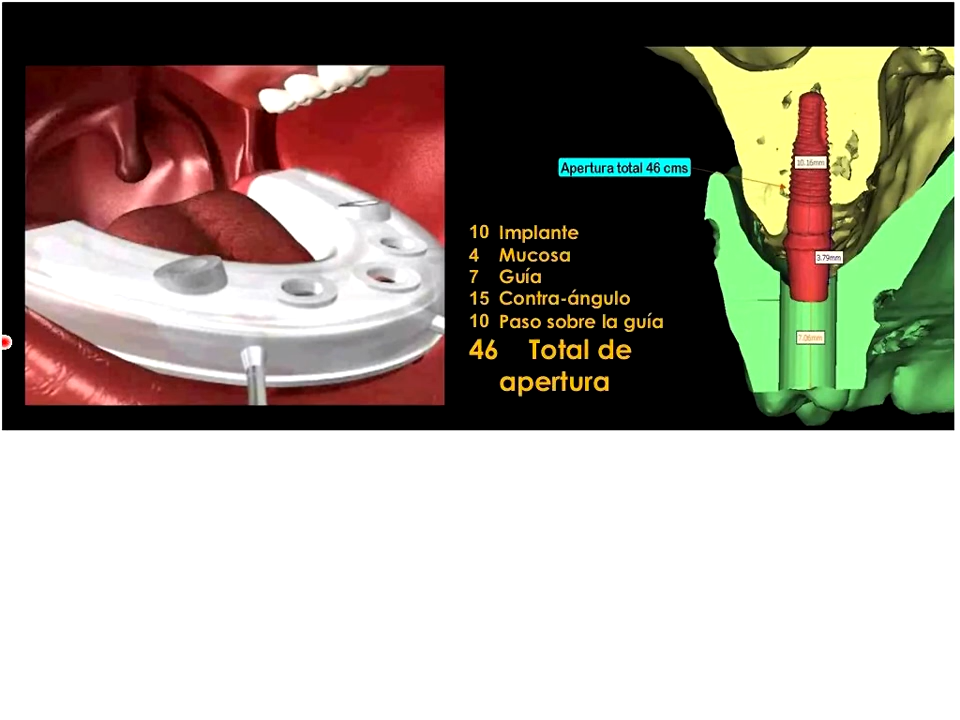 Apertura total 46 cms
10.16mm
10 Implante
4 Mucosa
7 Guía
15 Contra-ángulo
10 Paso sobre la guía
46 Total de
apertura
3.79mm
7.06mm